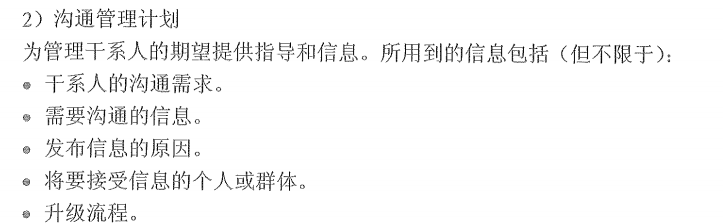 2）沟通管理计划
为管理干系人的期望提供指导和信息。所用到的信息包括（但不限于）：
● 干系人的沟通需求。
● 需要沟通的信息。
● 发布信息的原因。
● 将要接受信息的个人或群体。
● 升级流程。